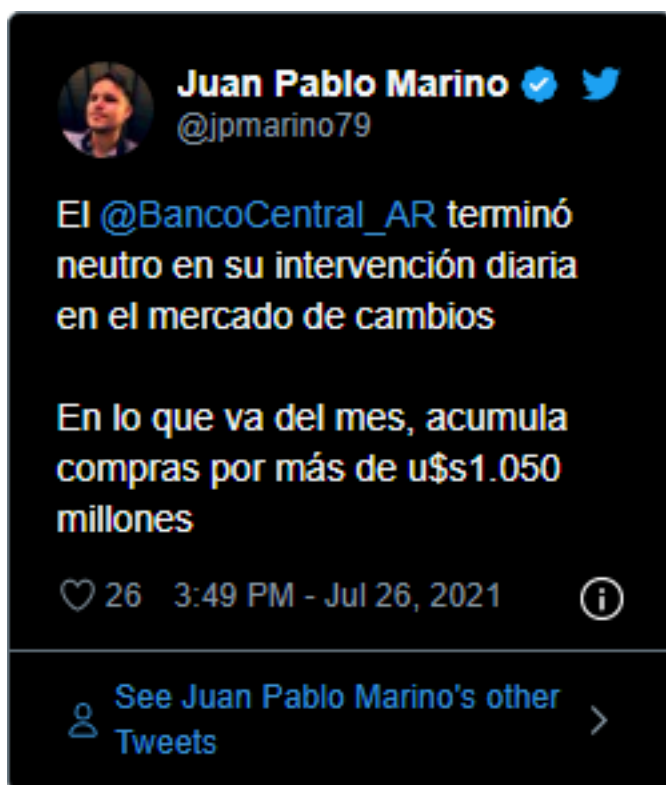 Juan Pablo Marino
@jpmarino79
El @BancoCentral_AR terminó
neutro en su intervención diaria
en el mercado de cambios
En lo que va del mes, acumula
compras por más de u$s1.050
millones
26 3:49 PM - Jul 26, 2021
See Juan Pablo Marino's other
Tweets